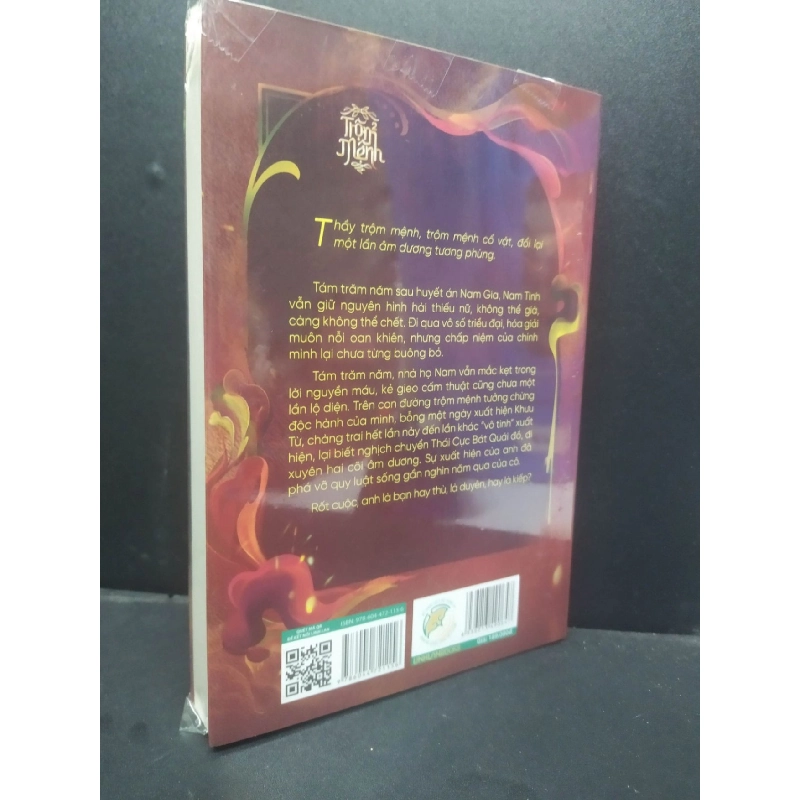 Trộm
Mệnh
Thầy trộm mệnh, trộm mệnh cổ vật, đổi lại
một lần âm dương tương phùng.
Tám trăm năm sau huyết án Nam Gia, Nam Tinh
vẫn giữ nguyên hình hài thiếu nữ, không thể già,
càng không thể chết. Đi qua vô số triều đại, hóa giải
muôn nỗi oan khiên, nhưng chấp niệm của chính
mình lại chưa từng buông bỏ.
Tám trăm năm, nhà họ Nam vẫn mắc kẹt trong
lời nguyền máu, kẻ gieo cấm thuật cũng chưa một
lần lộ diện. Trên con đường trộm mệnh tưởng chừng
độc hành của mình, bỗng một ngày xuất hiện Khưu
Từ, chàng trai hết lần này đến lần khác "vô tình" xuất
hiện, lại biết nghịch chuyển Thái Cực Bát Quái đồ, đi
xuyên hai cõi âm dương. Sự xuất hiện của anh đã
phá vỡ quy luật sống gần nghìn năm qua của cô.
Rốt cuộc, anh là bạn hay thù, là duyên, hay là kiếp?